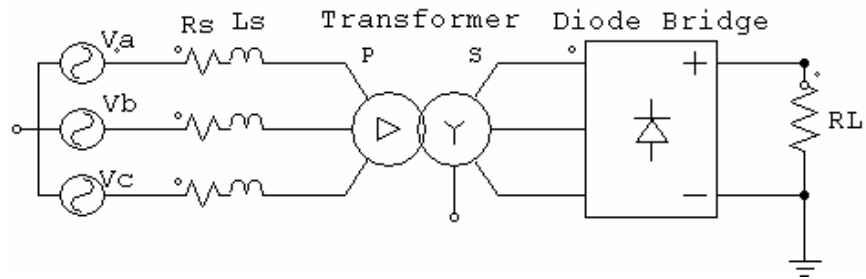 Transformer Diode Bridge
Va Rs Ls P S
Vb
RL
Vc